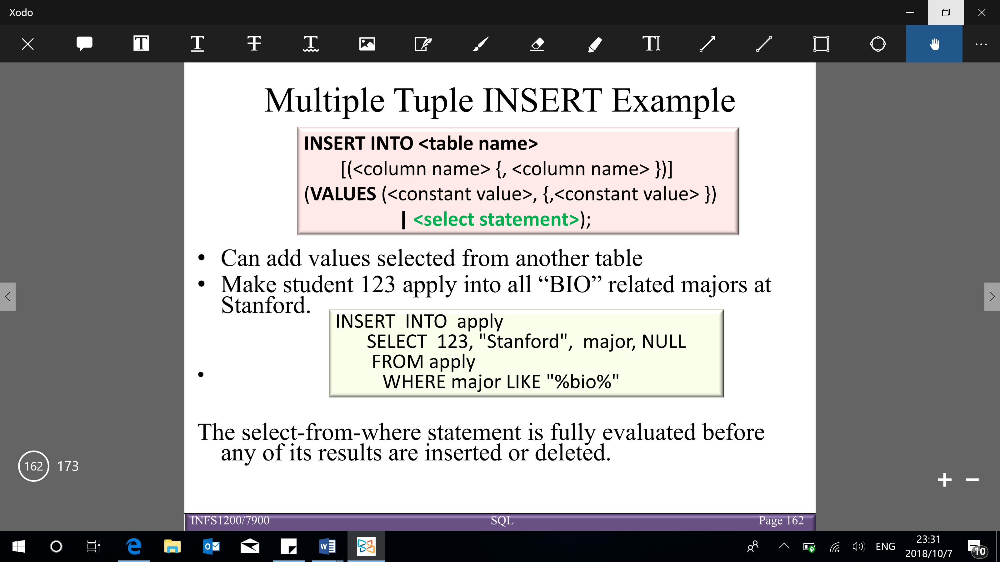 Xodo
Multiple Tuple INSERT Example
INSERT INTO <table name>
[(<column name> {, <column name> })]
(VALUES (<constant value>, {,<constant value> })
| <select statement>);
• Can add values selected from another table
• Make student 123 apply into all “BIO” related majors at
Stanford.
INSERT INTO apply
SELECT 123, "Stanford", major, NULL
FROM apply
•
WHERE major LIKE "%bio%"
The select-from-where statement is fully evaluated before
any of its results are inserted or deleted.
162 173
INFS1200/7900 SQL Page 162
ENG
23:31
2018/10/7
10